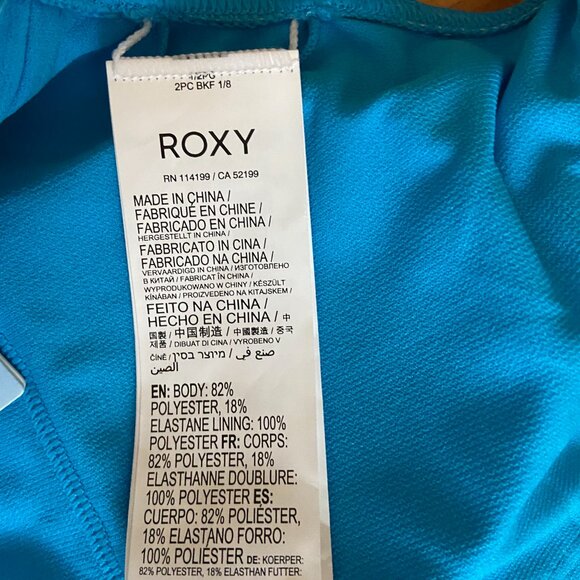 2PC BKF 1/8
ROXY
RN 114199 / CA 52199
MADE IN CHINA /
FABRIQUÉ EN CHINE /
FABRICADO EN CHINA /
HERGESTELLT IN CHINA /
FABBRICATO IN CINA /
FABRICADO NA CHINA /
VERVAARDIGD IN CHINA / ИЗГОТОВЛЕНО
В КИТАЙ / FABRICAT ÎN CHINA /
WYPRODUKOWANO W CHINY / KÉSZÜLT
KÍNÁBAN / PROIZVEDENO NA KITAJSKEM /
FEITO NA CHINA /
HECHO EN CHINA / 中
国製 / 中国制造 / 中國製造 / 중국
제품 / DIBUAT DI CINA / VYROBENO V
ČÍNĚ / מיוצר בסין / صنع في
الصين
EN: BODY: 82%
POLYESTER, 18%
ELASTANE LINING: 100%
POLYESTER FR: CORPS:
82% POLYESTER, 18%
ELASTHANNE DOUBLURE:
100% POLYESTER ES:
CUERPO: 82% POLIÉSTER,
18% ELASTANO FORRO:
100% POLIÉSTER DE: KOERPER:
82% POLYESTER, 18% ELASTHAN FUTTER: